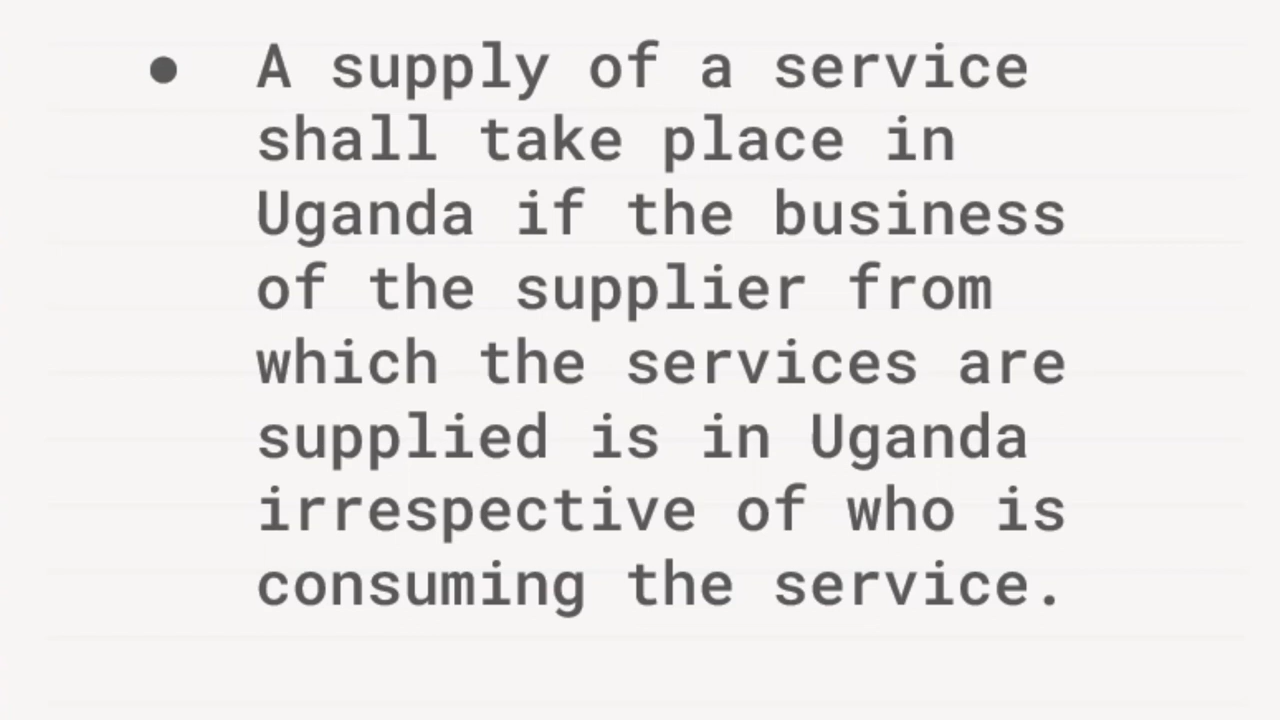 ● A supply of a service
shall take place in
Uganda if the business
of the supplier from
which the services are
supplied is in Uganda
irrespective of who is
consuming the service.